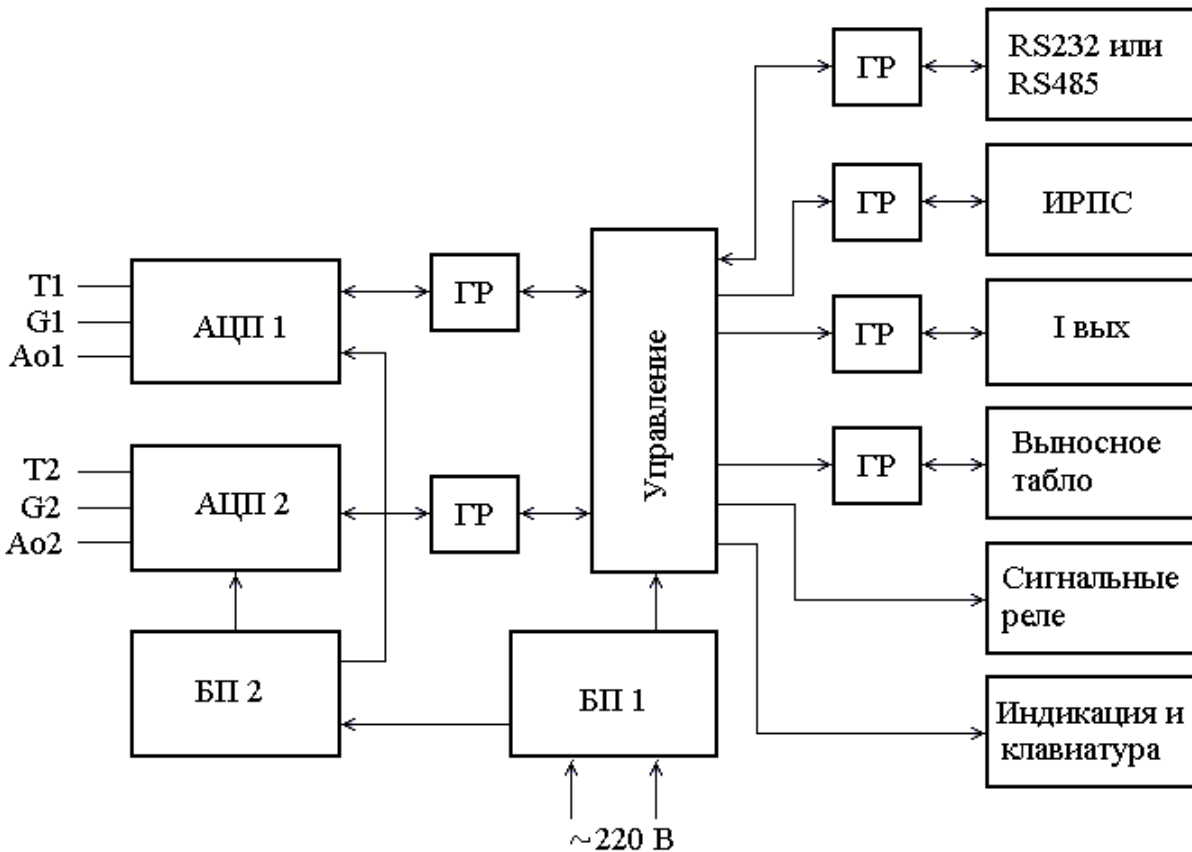 ГР
RS232 или
RS485
ГР
ИРПС
T1
G1
Ao1
АЦП 1
ГР
Управление
ГР
I вых
T2
G2
Ao2
АЦП 2
ГР
ГР
Выносное
табло
Сигнальные
реле
БП 2
БП 1
Индикация и
клавиатура
~220 В